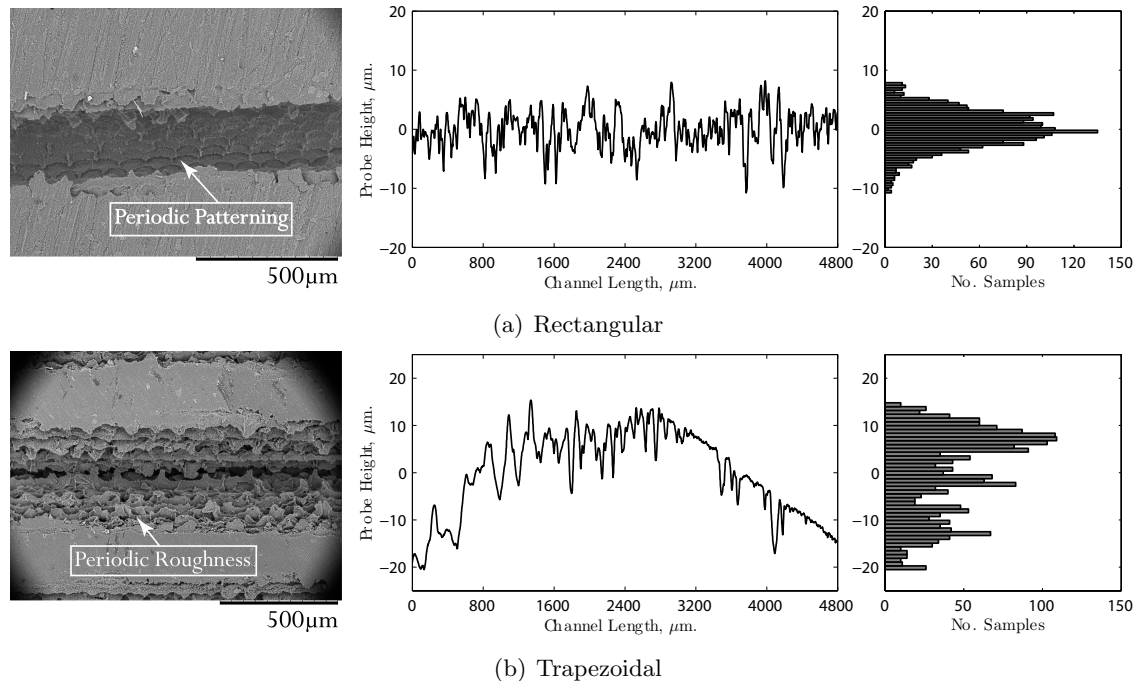 Periodic Patterning
500µm
20
10
0
−10
−20
0 800 1600 2400 3200 4000 4800
Probe Height, µm.
Channel Length, µm.
20
10
0
−10
−20
0 30 60 90 120 150
No. Samples
(a) Rectangular
Periodic Roughness
500µm
20
10
0
−10
−20
0 800 1600 2400 3200 4000 4800
Probe Height, µm.
Channel Length, µm.
20
10
0
−10
−20
0 50 100 150
No. Samples
(b) Trapezoidal